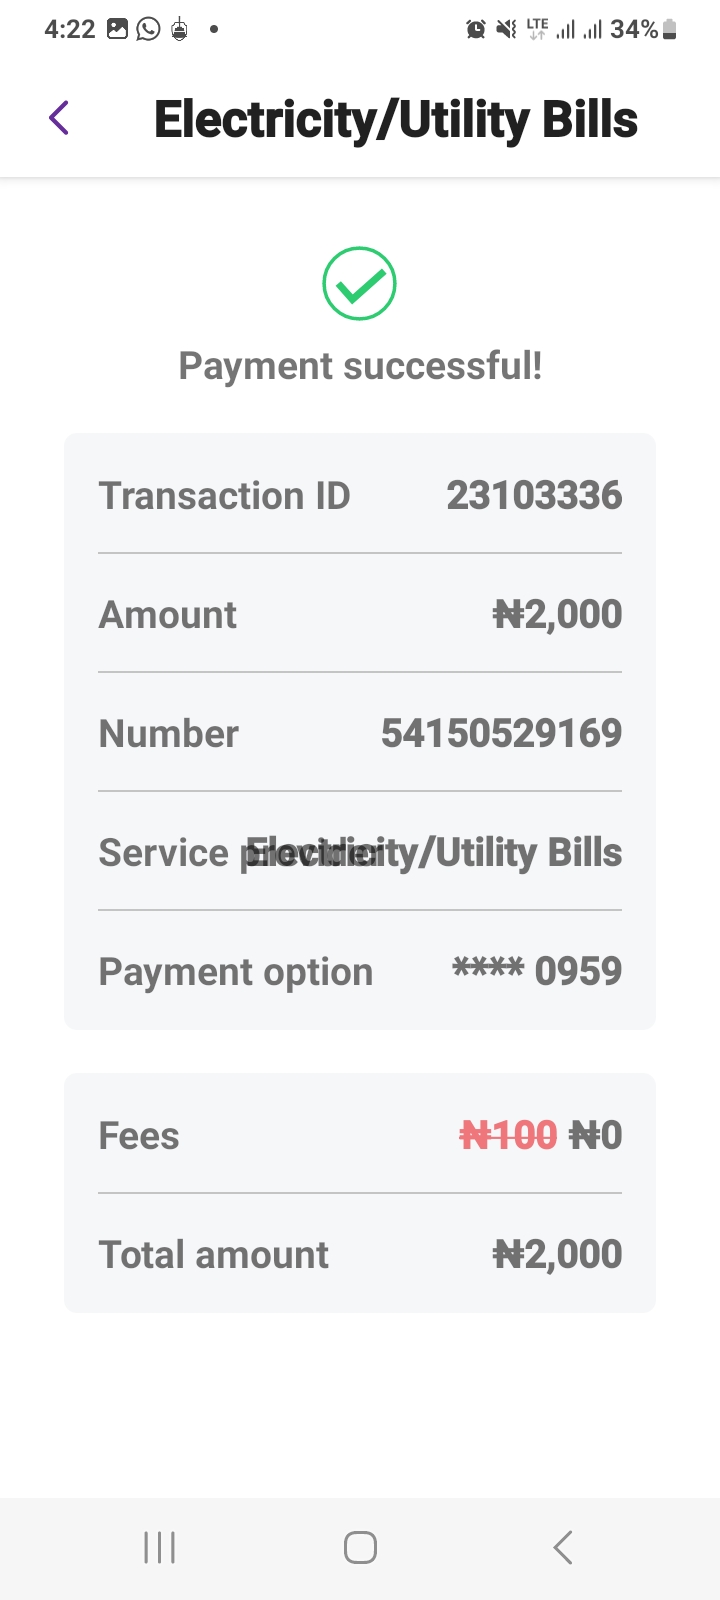 4:22 LTE 34%
Electricity/Utility Bills
Payment successful!
Transaction ID 23103336
Amount ₦2,000
Number 54150529169
Service provider Electricity/Utility Bills
Payment option **** 0959
Fees ₦100 ₦0
Total amount ₦2,000